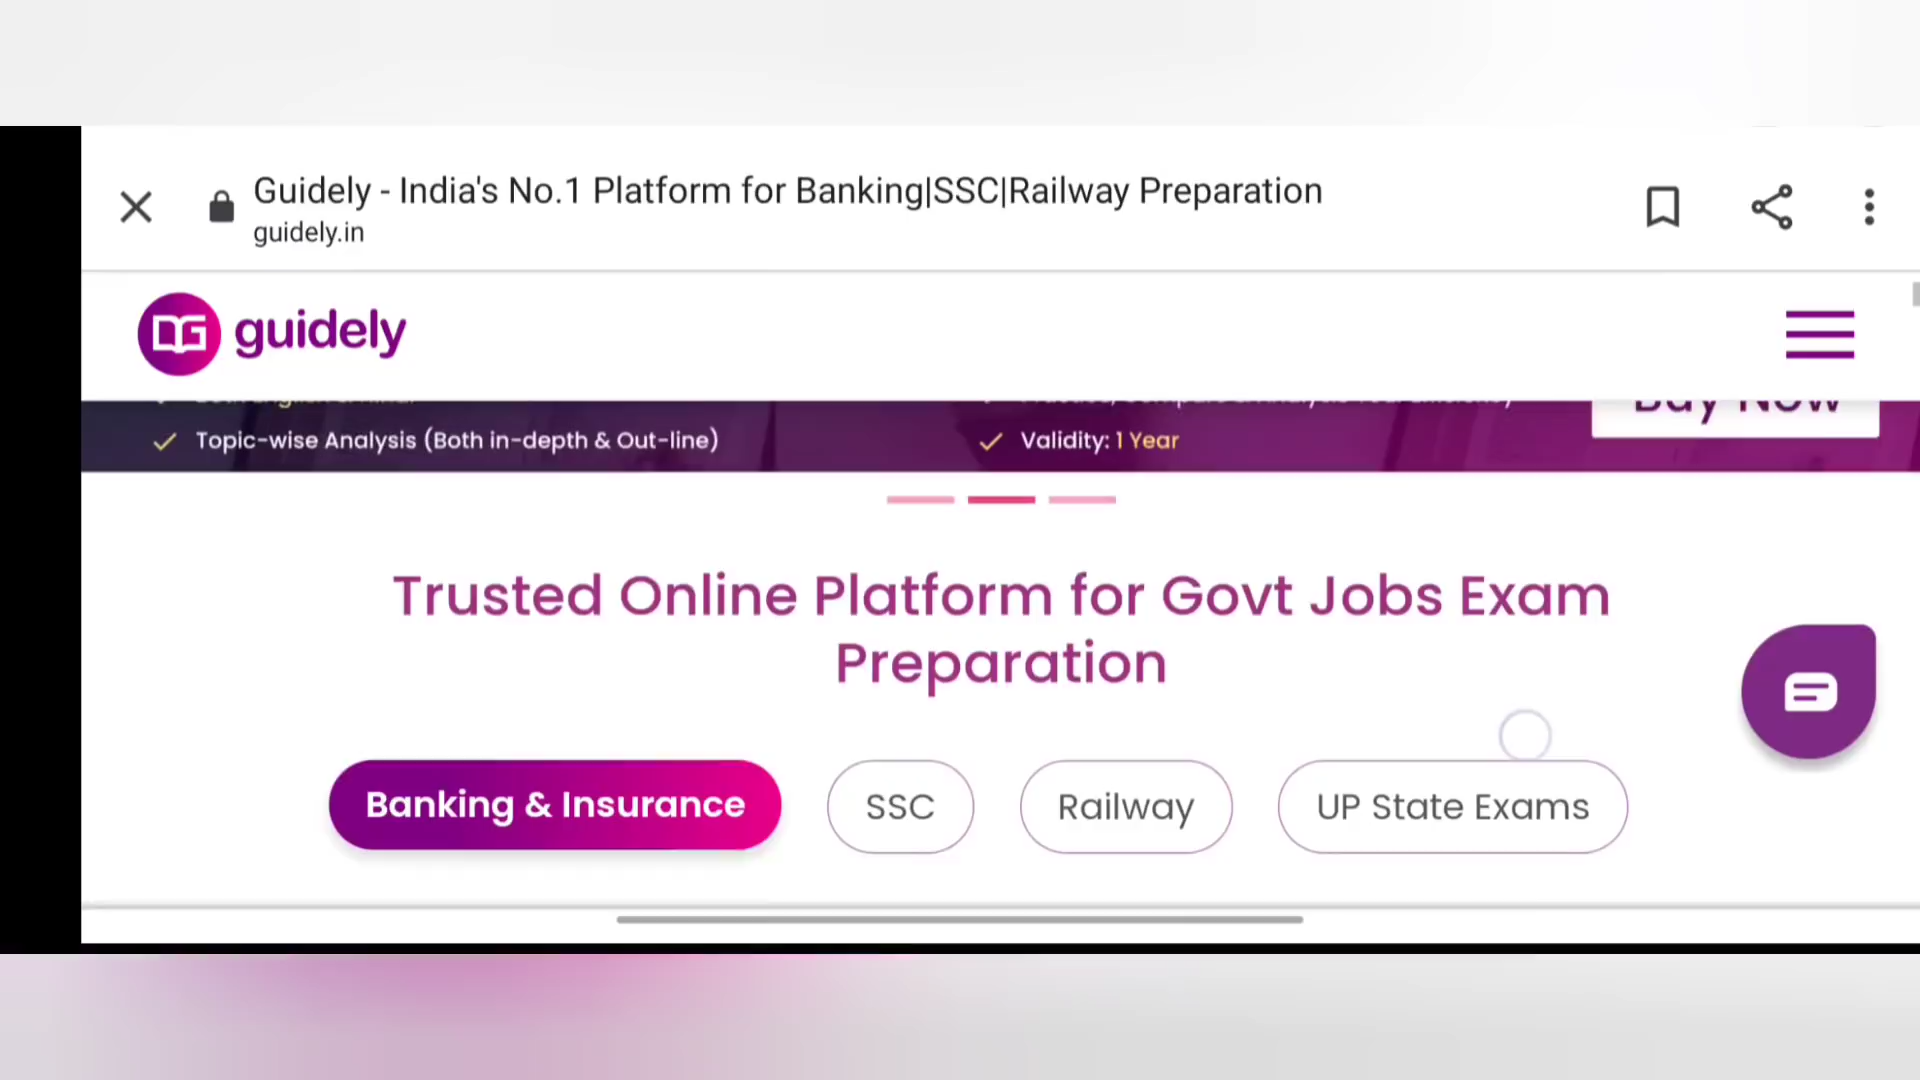 Guidely - India's No.1 Platform for Banking|SSC|Railway Preparation
guidely.in
guidely
Buy Now
Topic-wise Analysis (Both in-depth & Out-line)
Validity: 1 Year
Trusted Online Platform for Govt Jobs Exam
Preparation
Banking & Insurance
SSC
Railway
UP State Exams